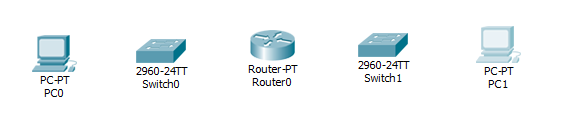 PC-PT
PC0
2960-24TT
Switch0
Router-PT
Router0
2960-24TT
Switch1
PC-PT
PC1